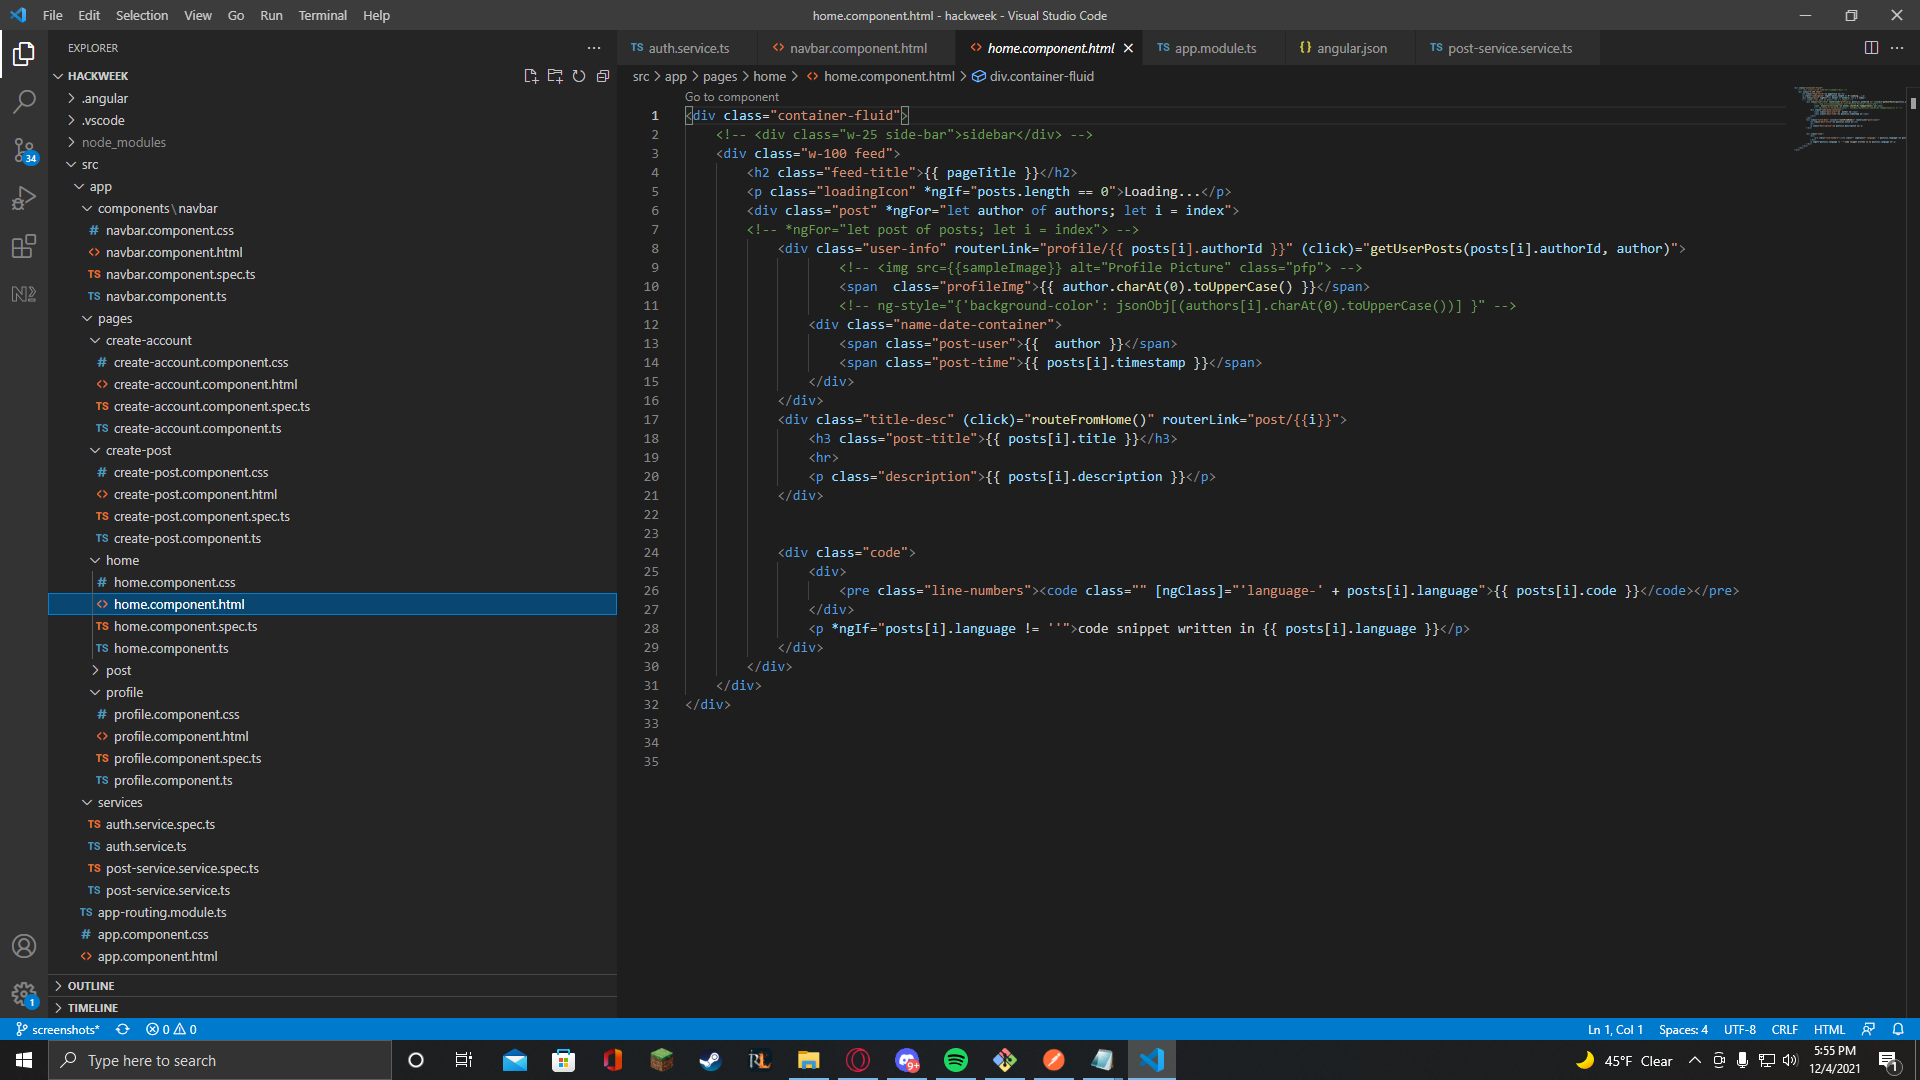 File Edit Selection View Go Run Terminal Help
home.component.html - hackweek - Visual Studio Code
EXPLORER
HACKWEEK
.angular
.vscode
node_modules
src
app
components\navbar
# navbar.component.css
<> navbar.component.html
TS navbar.component.spec.ts
TS navbar.component.ts
pages
create-account
# create-account.component.css
<> create-account.component.html
TS create-account.component.spec.ts
TS create-account.component.ts
create-post
# create-post.component.css
<> create-post.component.html
TS create-post.component.spec.ts
TS create-post.component.ts
home
# home.component.css
<> home.component.html
TS home.component.spec.ts
TS home.component.ts
post
profile
# profile.component.css
<> profile.component.html
TS profile.component.spec.ts
TS profile.component.ts
services
TS auth.service.spec.ts
TS auth.service.ts
TS post-service.service.spec.ts
TS post-service.service.ts
TS app-routing.module.ts
# app.component.css
<> app.component.html
OUTLINE
TIMELINE
34
1
TS auth.service.ts <> navbar.component.html <> home.component.html TS app.module.ts {} angular.json TS post-service.service.ts
src > app > pages > home > <> home.component.html > div.container-fluid
Go to component
1 <div class="container-fluid">
2 <!-- <div class="w-25 side-bar">sidebar</div> -->
3 <div class="w-100 feed">
4 <h2 class="feed-title">{{ pageTitle }}</h2>
5 <p class="loadingIcon" *ngIf="posts.length == 0">Loading...</p>
6 <div class="post" *ngFor="let author of authors; let i = index">
7 <!-- *ngFor="let post of posts; let i = index"> -->
8 <div class="user-info" routerLink="profile/{{ posts[i].authorId }}" (click)="getUserPosts(posts[i].authorId, author)">
9 <!-- <img src={{sampleImage}} alt="Profile Picture" class="pfp"> -->
10 <span  class="profileImg">{{ author.charAt(0).toUpperCase() }}</span>
11 <!-- ng-style="{'background-color': jsonObj[(authors[i].charAt(0).toUpperCase())] }" -->
12 <div class="name-date-container">
13 <span class="post-user">{{  author }}</span>
14 <span class="post-time">{{ posts[i].timestamp }}</span>
15 </div>
16 </div>
17 <div class="title-desc" (click)="routeFromHome()" routerLink="post/{{i}}">
18 <h3 class="post-title">{{ posts[i].title }}</h3>
19 <hr>
20 <p class="description">{{ posts[i].description }}</p>
21 </div>
22
23
24 <div class="code">
25 <div>
26 <pre class="line-numbers"><code class="" [ngClass]="'language-' + posts[i].language">{{ posts[i].code }}</code></pre>
27 </div>
28 <p *ngIf="posts[i].language != ''">code snippet written in {{ posts[i].language }}</p>
29 </div>
30 </div>
31 </div>
32 </div>
33
34
35
screenshots* 0 0
Ln 1, Col 1 Spaces: 4 UTF-8 CRLF HTML
Type here to search
RL
9+
45°F Clear
5:55 PM
12/4/2021
1